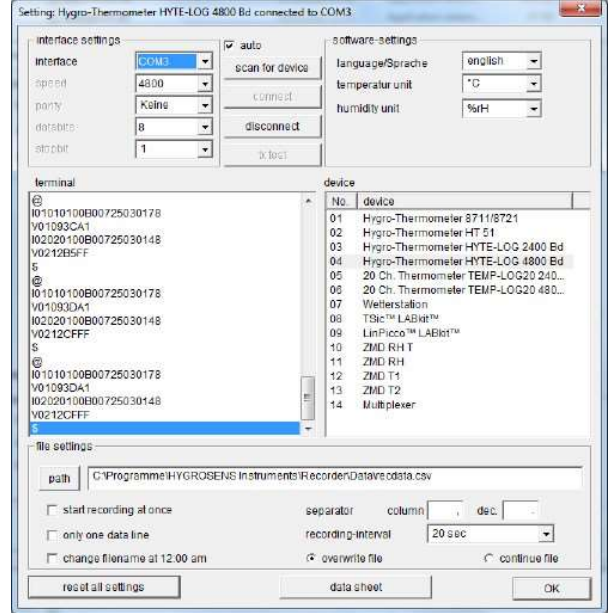 Setting: Hygro-Thermometer HYTE-LOG 4800 Bd connected to COM3
interface settings
interface COM3
speed 4800
parity Keine
databits 8
stopbit 1
auto
scan for device
connect
disconnect
tx test
software-settings
language/Sprache english
temperatur unit °C
humidity unit %rH
terminal
@
I01010100B00725030178
V01093CA1
I02020100B00725030148
V0212B5FF
$
@
I01010100B00725030178
V01093DA1
I02020100B00725030148
V0212CFFF
$
@
I01010100B00725030178
V01093DA1
I02020100B00725030148
V0212CFFF
$
device
No. device
01 Hygro-Thermometer 8711/8721
02 Hygro-Thermometer HT 51
03 Hygro-Thermometer HYTE-LOG 2400 Bd
04 Hygro-Thermometer HYTE-LOG 4800 Bd
05 20 Ch. Thermometer TEMP-LOG20 240...
06 20 Ch. Thermometer TEMP-LOG20 480...
07 Wetterstation
08 TSic™ LABkit™
09 LinPicco™ LABkit™
10 ZMD RH T
11 ZMD RH
12 ZMD T1
13 ZMD T2
14 Multiplexer
file settings
path C:\Programme\HYGROSENS Instruments\Recorder\Data\recdata.csv
start recording at once
only one data line
change filename at 12:00 am
separator column , dec. .
recording-interval 20 sec
overwrite file continue file
reset all settings data sheet OK